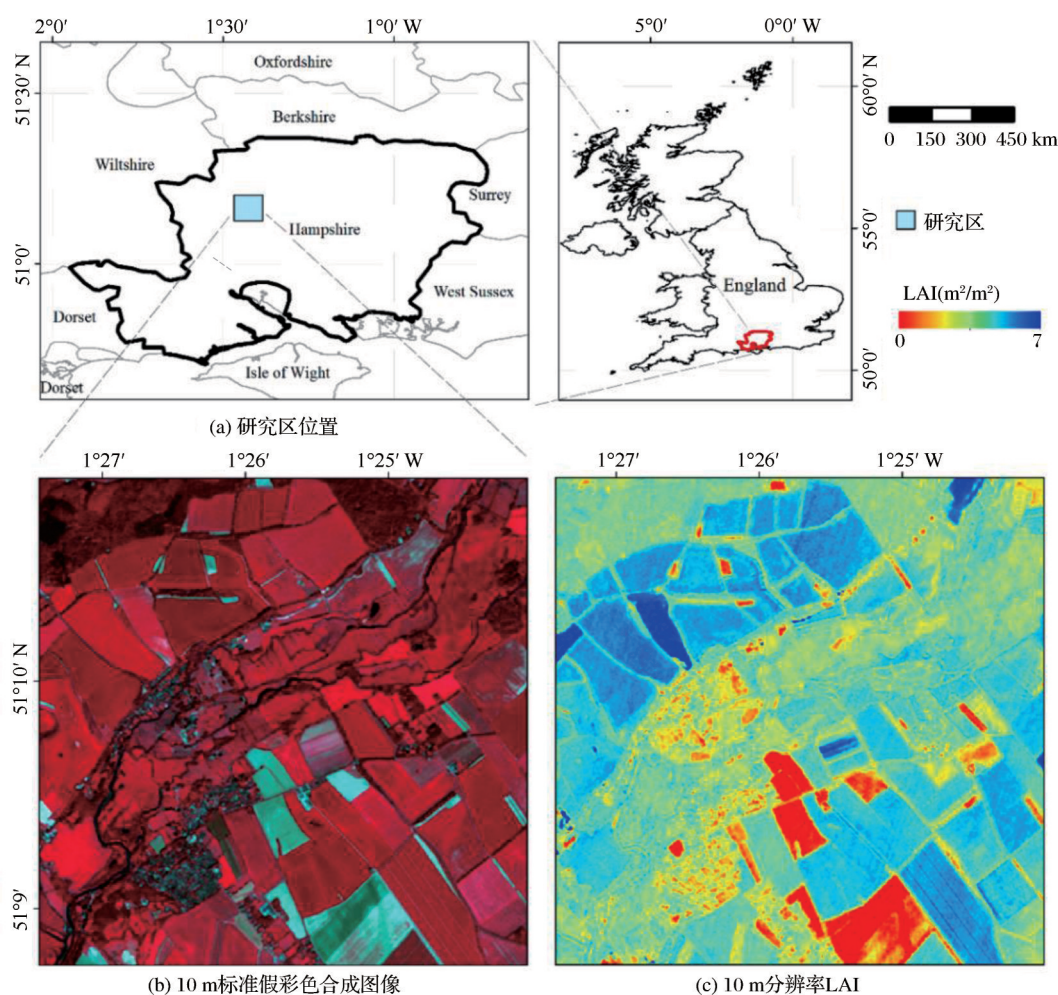 2°0′ 1°30′ 1°0′ W
5°0′ 0°0′ W
51°30′ N
51°0′
Oxfordshire
Berkshire
Wiltshire
Surrey
Hampshire
West Sussex
Dorset
Isle of Wight
Dorset
England
60°0′ N
55°0′
50°0′
0 150 300 450 km
研究区
LAI(m²/m²)
0 7
(a) 研究区位置
1°27′ 1°26′ 1°25′ W
1°27′ 1°26′ 1°25′ W
51°10′ N
51°9′
(b) 10 m标准假彩色合成图像
(c) 10 m分辨率LAI